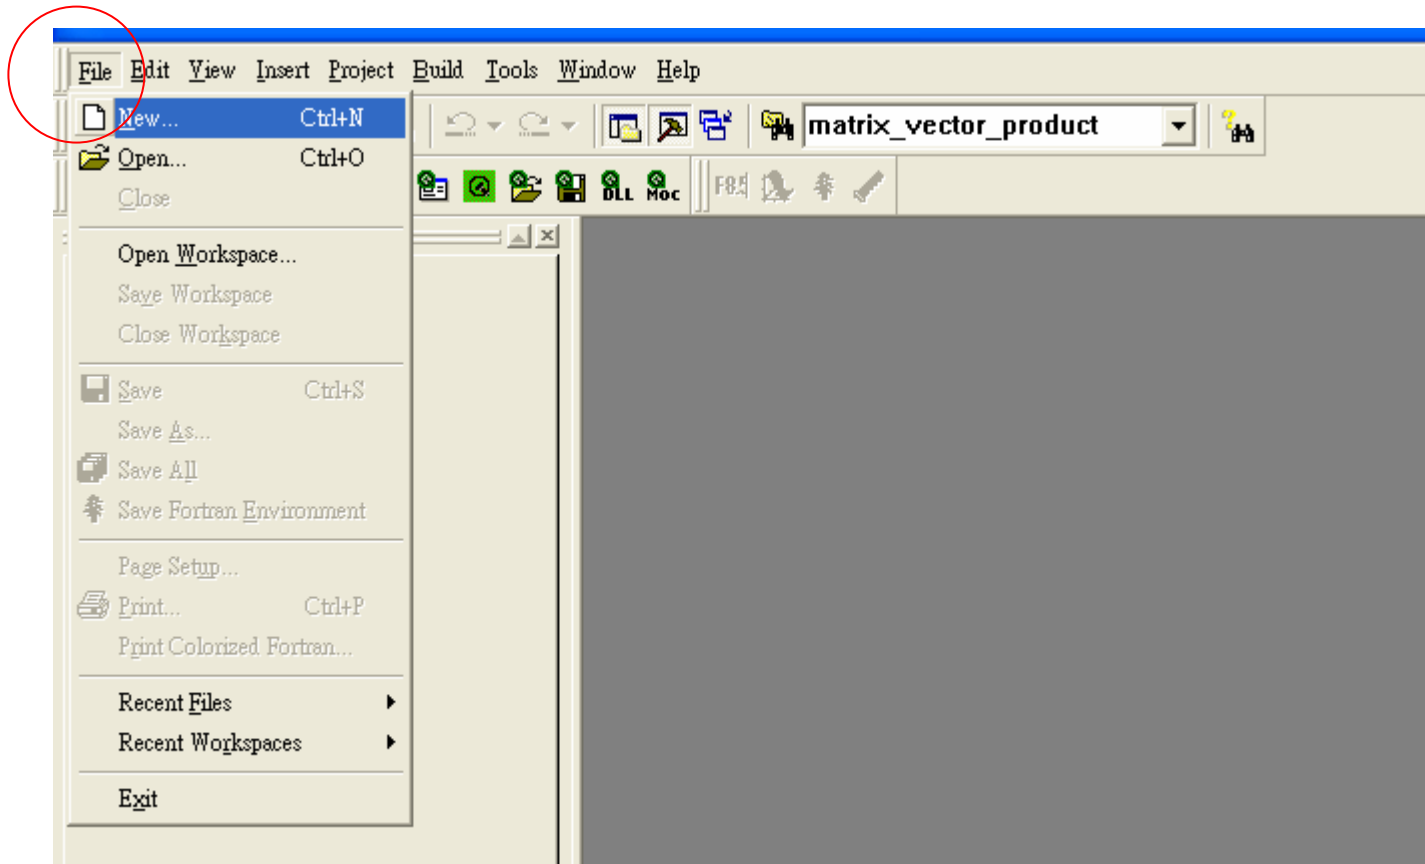 File Edit View Insert Project Build Tools Window Help
New... Ctrl+N
matrix_vector_product
Open... Ctrl+O
Close
DLL Moc
Open Workspace...
Save Workspace
Close Workspace
Save Ctrl+S
Save As...
Save All
Save Fortran Environment
Page Setup...
Print... Ctrl+P
Print Colorized Fortran...
Recent Files
Recent Workspaces
Exit